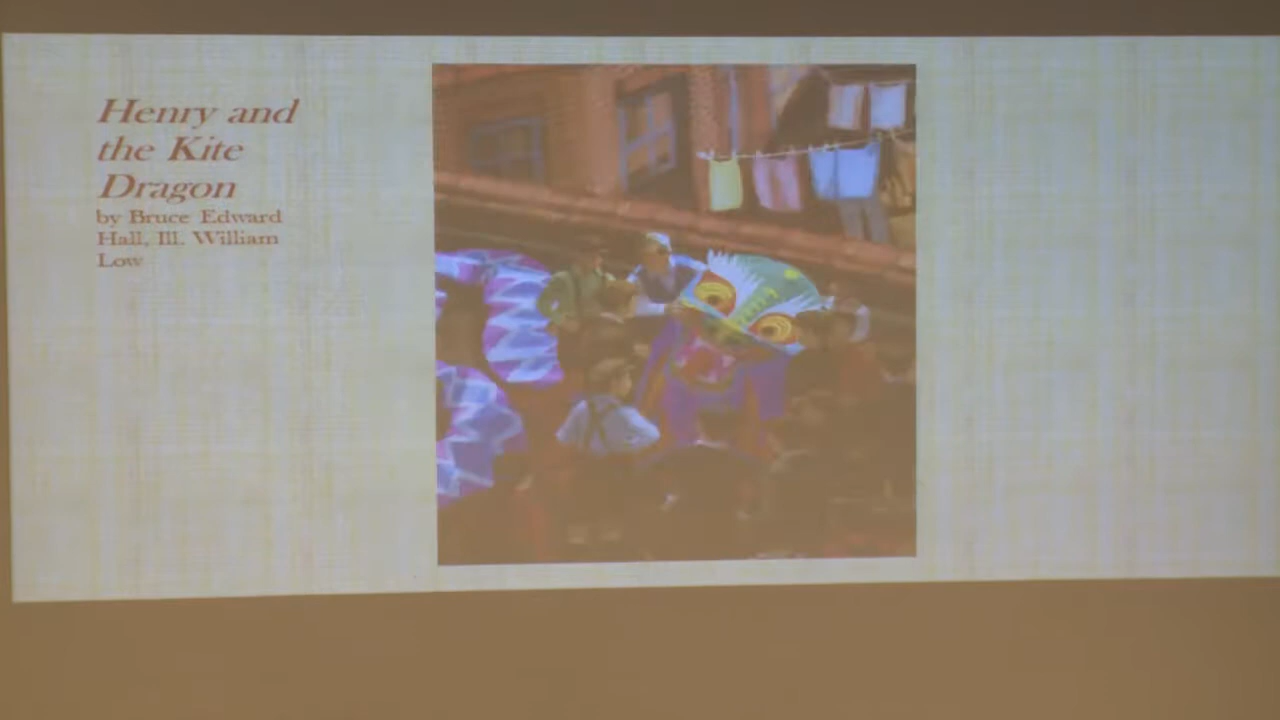 Henry and
the Kite
Dragon
by Bruce Edward
Hall, Ill. William
Low